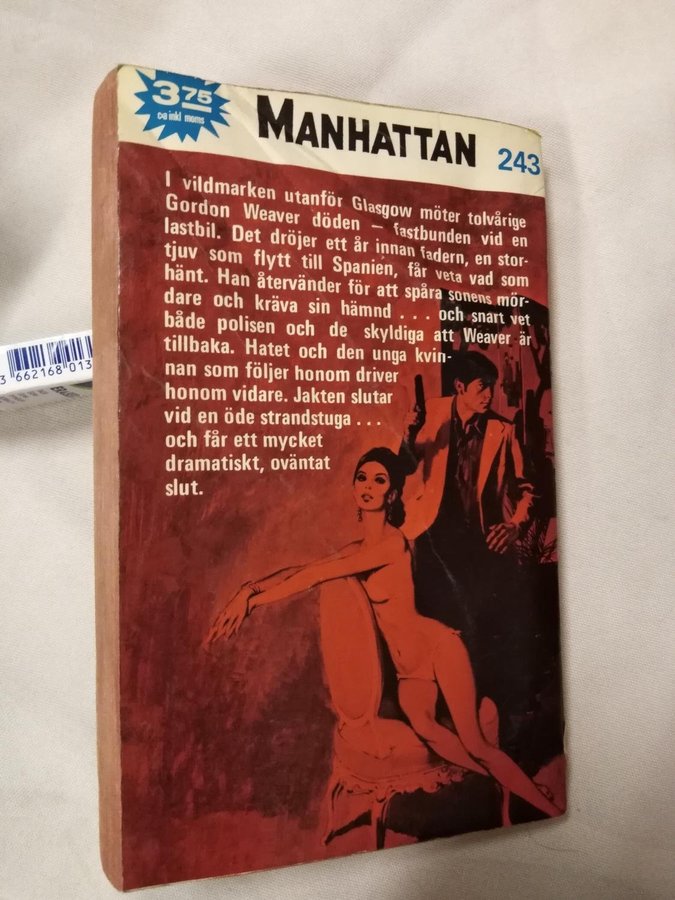 3 75
ca inkl moms
MANHATTAN
243
I vildmarken utanför Glasgow möter tolvårige
Gordon Weaver döden – fastbunden vid en
lastbil. Det dröjer ett år innan fadern, en stor-
tjuv som flytt till Spanien, får veta vad som
hänt. Han återvänder för att spåra sonens mör-
dare och kräva sin hämnd . . . och snart vet
både polisen och de skyldiga att Weaver är
tillbaka. Hatet och den unga kvin-
nan som följer honom driver
honom vidare. Jakten slutar
vid en öde strandstuga . . .
och får ett mycket
dramatiskt, oväntat
slut.
3 662168 013